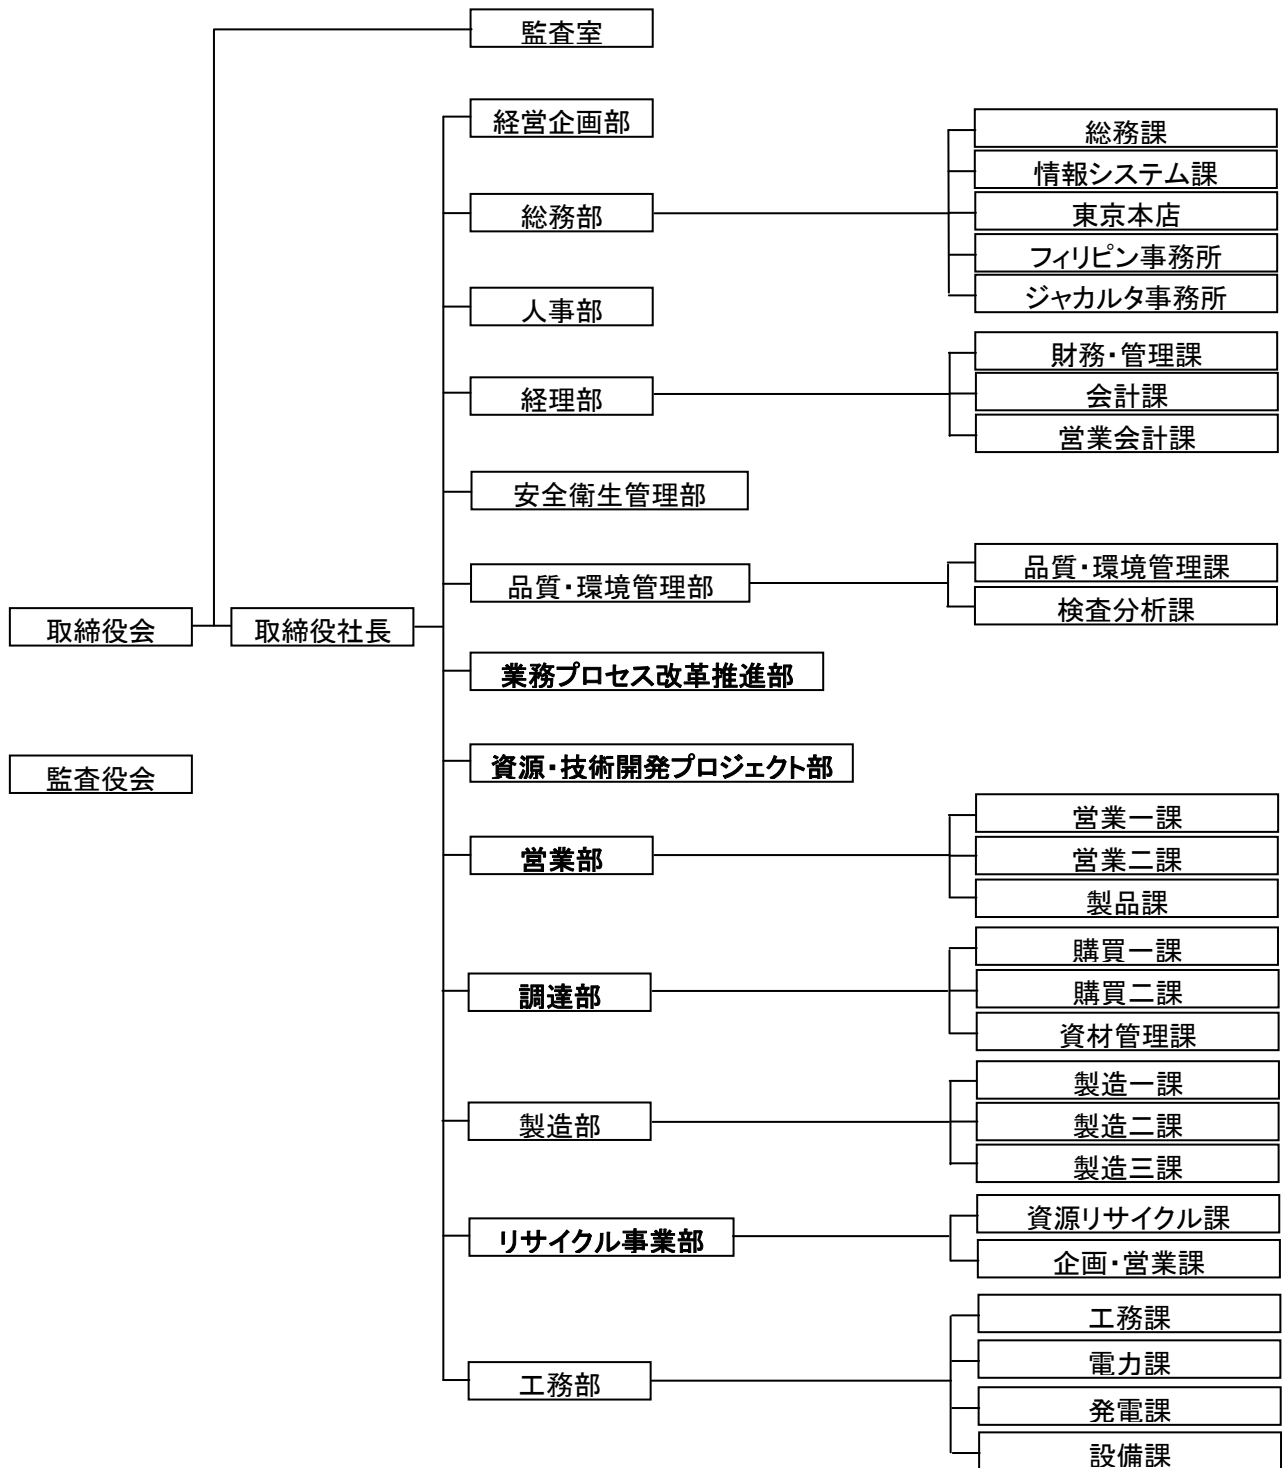 監査室
経営企画部
総務課
情報システム課
総務部
東京本店
フィリピン事務所
ジャカルタ事務所
人事部
財務・管理課
経理部
会計課
営業会計課
安全衛生管理部
品質・環境管理課
品質・環境管理部
検査分析課
取締役会
取締役社長
業務プロセス改革推進部
資源・技術開発プロジェクト部
監査役会
営業一課
営業部
営業二課
製品課
購買一課
調達部
購買二課
資材管理課
製造一課
製造部
製造二課
製造三課
資源リサイクル課
リサイクル事業部
企画・営業課
工務課
電力課
工務部
発電課
設備課